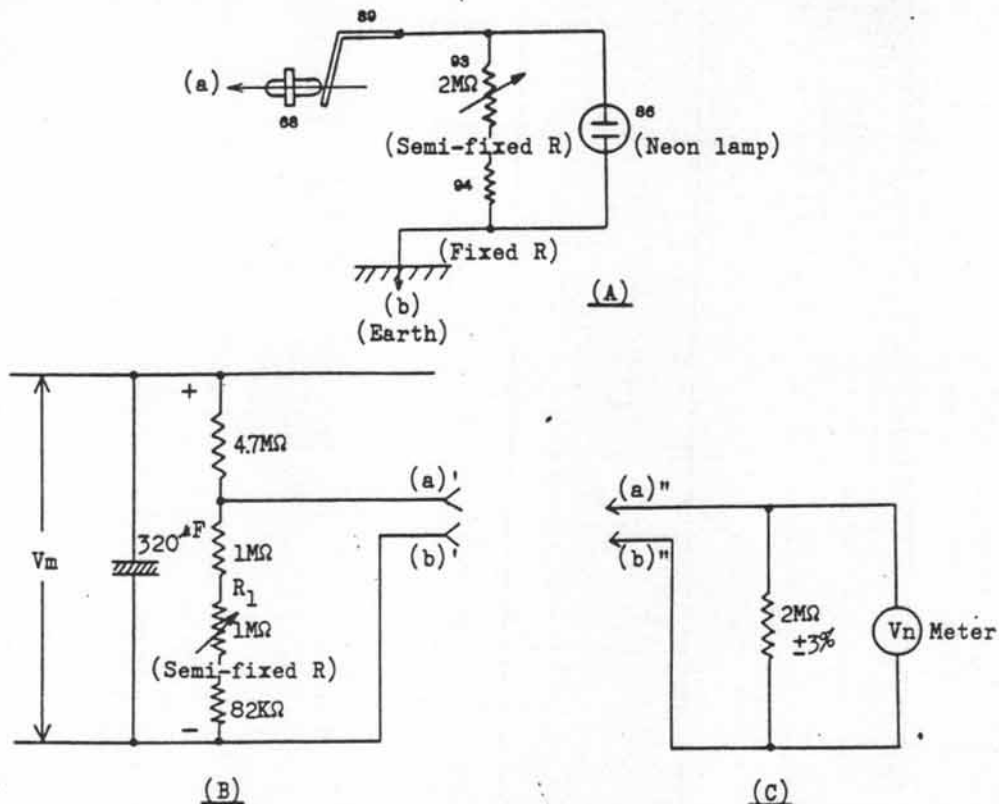 89
(a)
68
93
2MΩ
86
(Semi-fixed R)
(Neon lamp)
94
(Fixed R)
(b)
(Earth)
(A)
+
4.7MΩ
(a)'
(a)"
320μF
(b)'
(b)"
Vm
1MΩ
R1
1MΩ
(Semi-fixed R)
2MΩ
±3%
Vn Meter
82KΩ
-
(B)
(C)